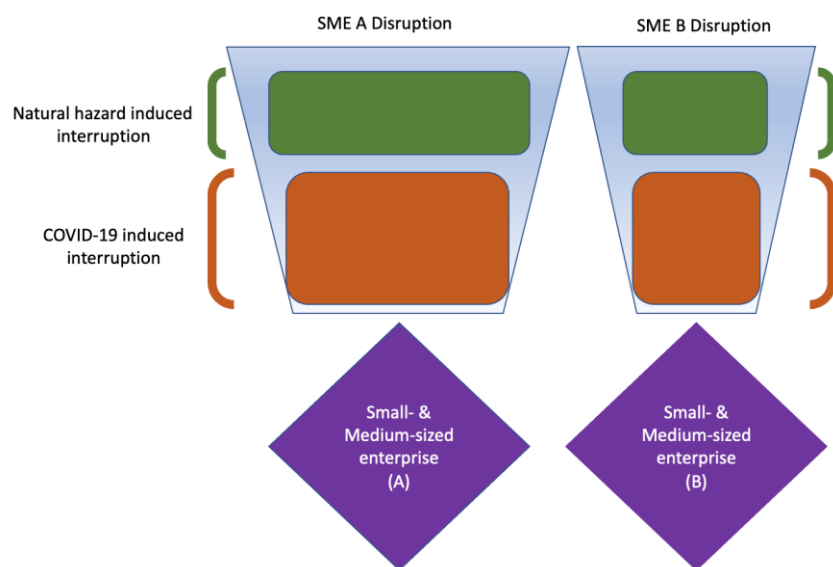 SME A Disruption
SME B Disruption
Natural hazard induced
interruption
COVID-19 induced
interruption
Small- &
Medium-sized
enterprise
(A)
Small- &
Medium-sized
enterprise
(B)